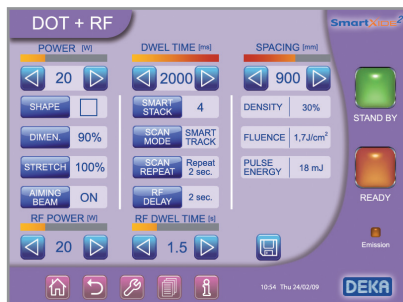 DOT + RF
SmartXide²
POWER [W]
DWEL TIME [ms]
SPACING [mm]
20
2000
900
SHAPE
SMART STACK
4
DENSITY
30%
DIMEN.
90%
SCAN MODE
SMART TRACK
FLUENCE
1,7J/cm²
STRETCH
100%
SCAN REPEAT
Repeat 2 sec.
PULSE ENERGY
18 mJ
AIMING BEAM
ON
RF DELAY
2 sec.
RF POWER [W]
RF DWEL TIME [s]
20
1.5
STAND BY
READY
Emission
10:54 Thu 24/02/09
DEKA